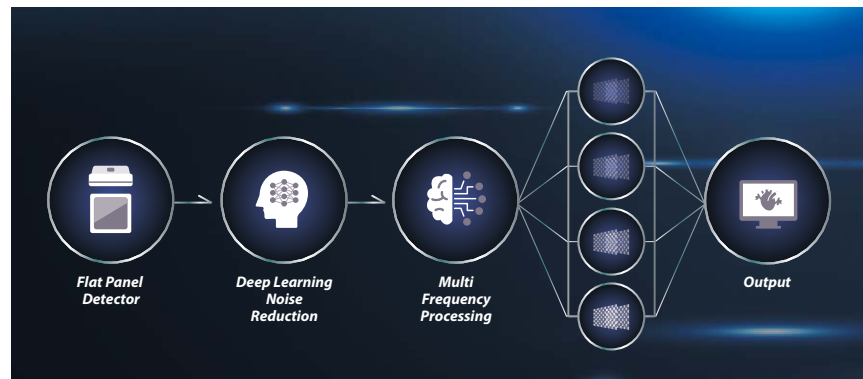 Flat Panel
Detector
Deep Learning
Noise
Reduction
Multi
Frequency
Processing
Output